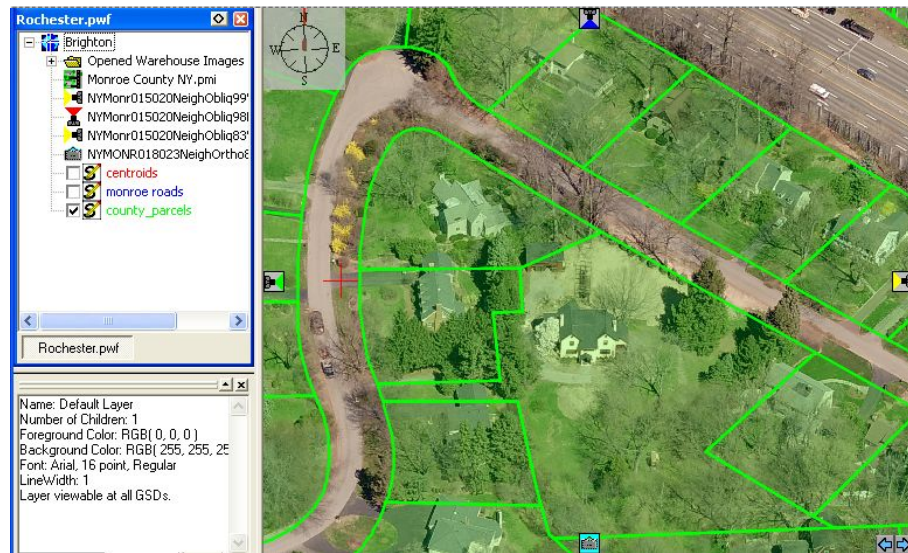 Rochester.pwf
Brighton
Opened Warehouse Images
Monroe County NY.pmi
NYMonr015020NeighObliq99
NYMonr015020NeighObliq98
NYMonr015020NeighObliq83
NYMONR018023NeighOrtho
centroids
monroe roads
county_parcels
Rochester.pwf
Name: Default Layer
Number of Children: 1
Foreground Color: RGB( 0, 0, 0 )
Background Color: RGB( 255, 255, 25
Font: Arial, 16 point, Regular
LineWidth: 1
Layer viewable at all GSDs.
N
W E
S